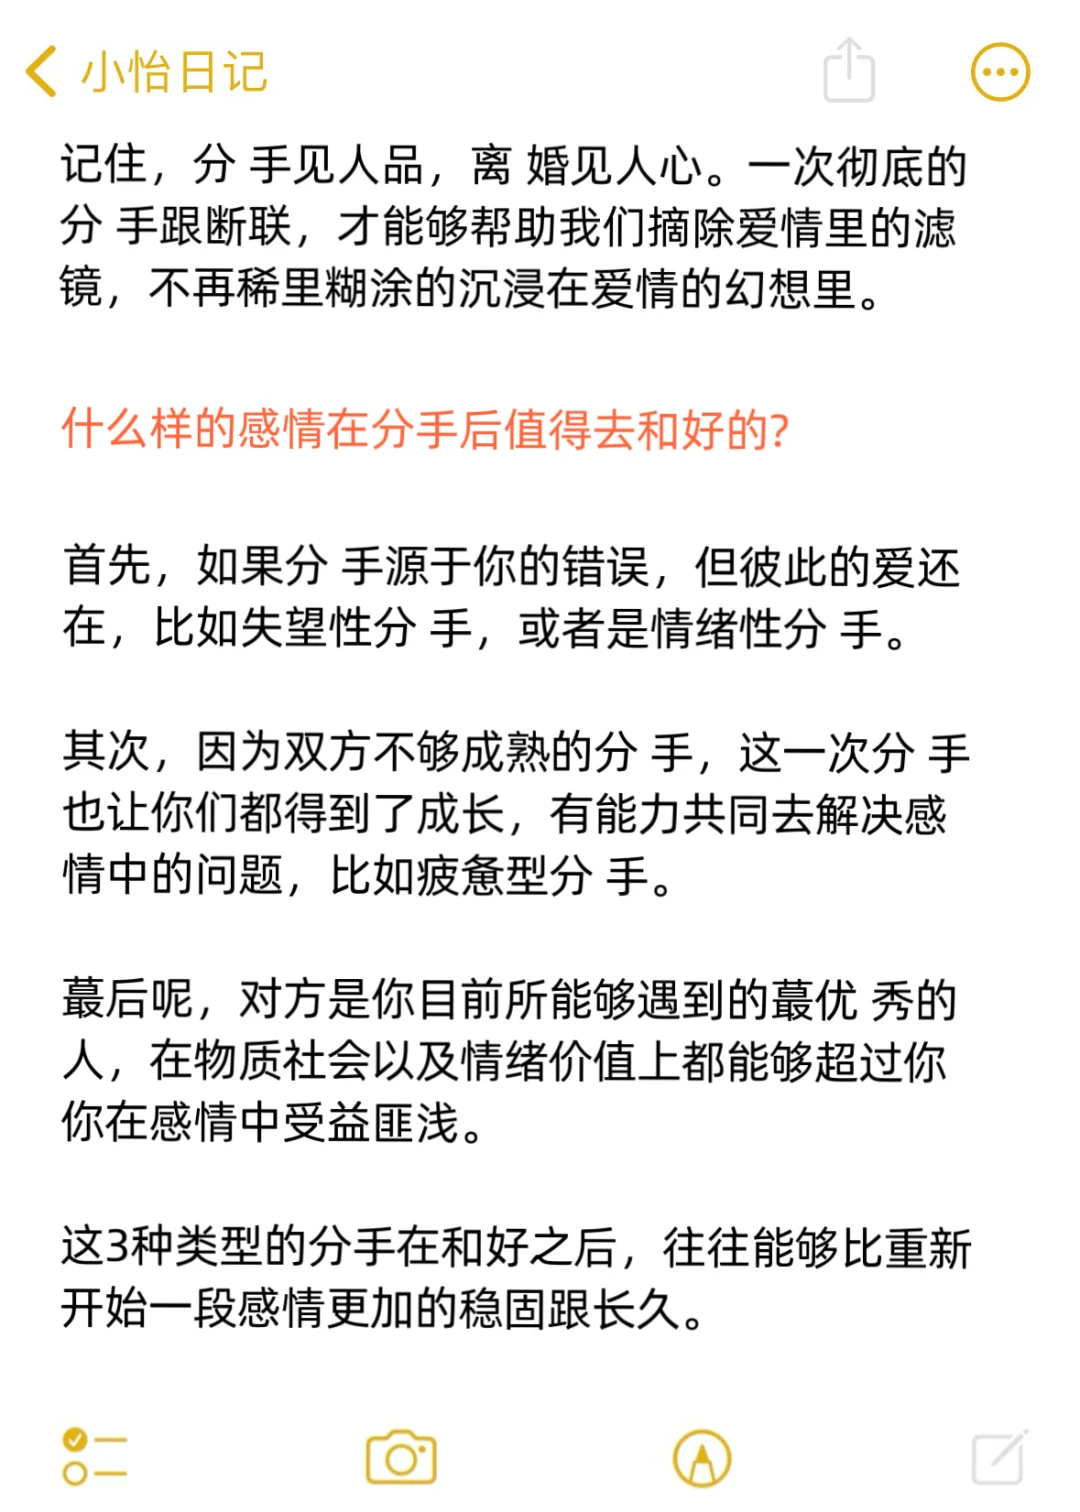 小怡日记
记住，分 手见人品，离 婚见人心。一次彻底的
分 手跟断联，才能够帮助我们摘除爱情里的滤
镜，不再稀里糊涂的沉浸在爱情的幻想里。
什么样的感情在分手后值得去和好的?
首先，如果分 手源于你的错误，但彼此的爱还
在，比如失望性分 手，或者是情绪性分 手。
其次，因为双方不够成熟的分 手，这一次分 手
也让你们都得到了成长，有能力共同去解决感
情中的问题，比如疲惫型分 手。
蕞后呢，对方是你目前所能够遇到的蕞优 秀的
人，在物质社会以及情绪价值上都能够超过你
你在感情中受益匪浅。
这3种类型的分手在和好之后，往往能够比重新
开始一段感情更加的稳固跟长久。